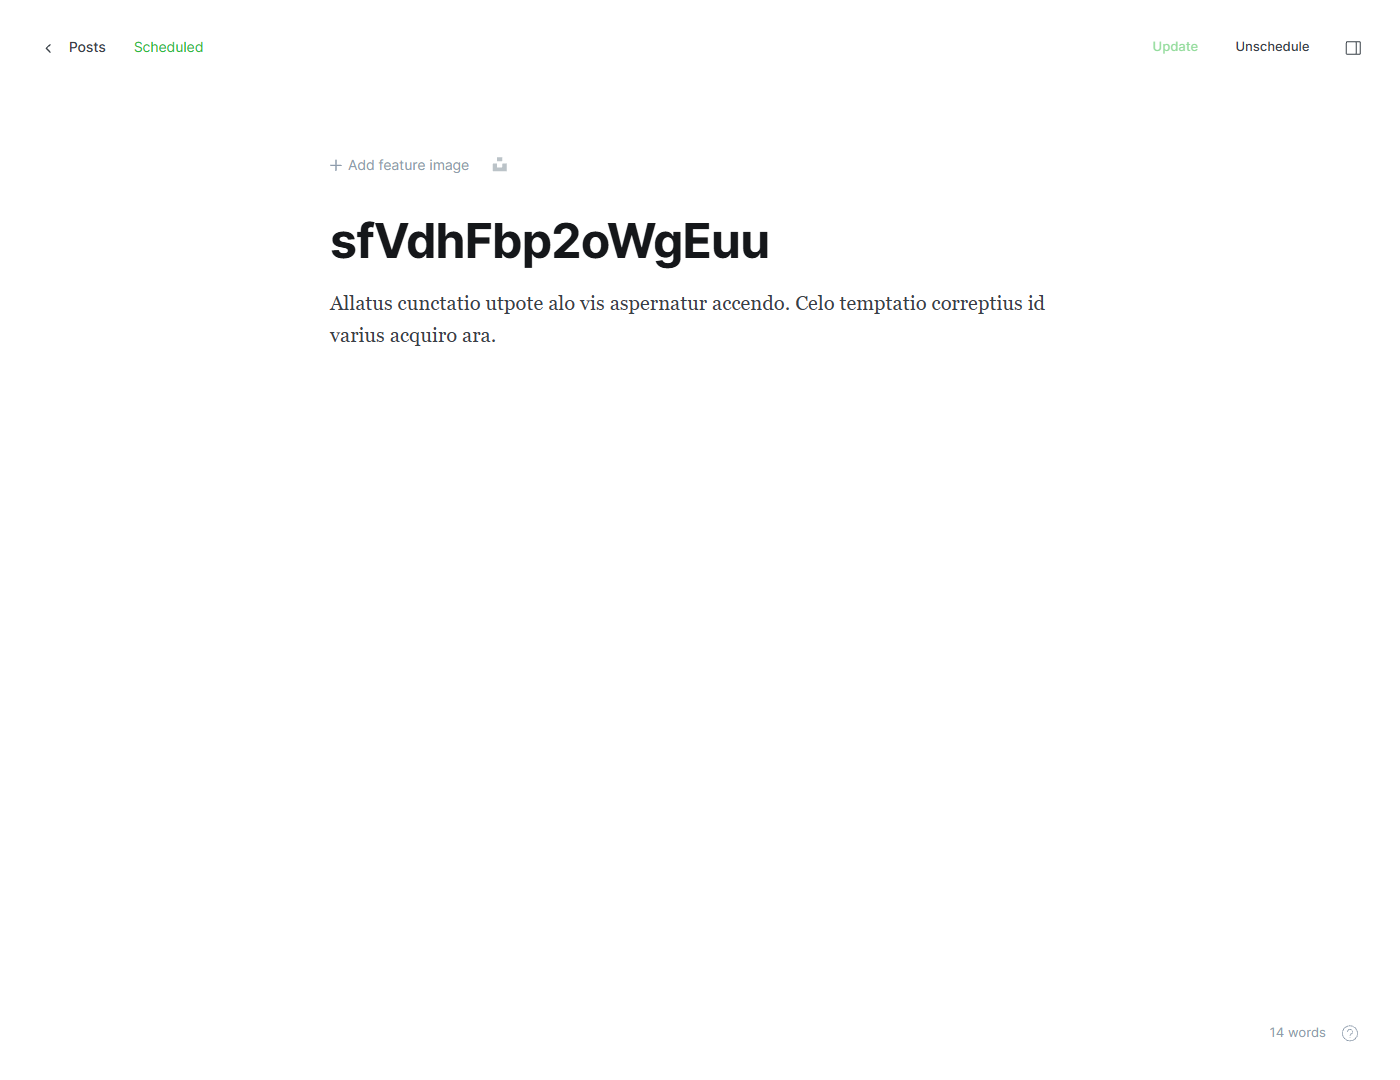 Posts Scheduled Update Unschedule
Add feature image
sfVdhFbp2oWgEuu
Allatus cunctatio utpote alo vis aspernatur accendo. Celo temptatio correptius id
varius acquiro ara.
14 words